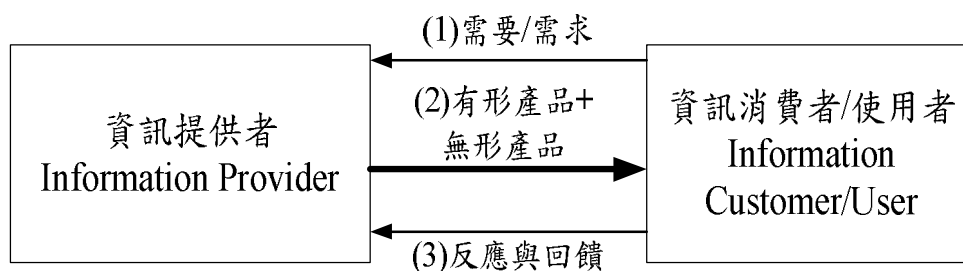 (1)需要/需求
(2)有形產品+
無形產品
(3)反應與回饋
資訊提供者
Information Provider
資訊消費者/使用者
Information
Customer/User